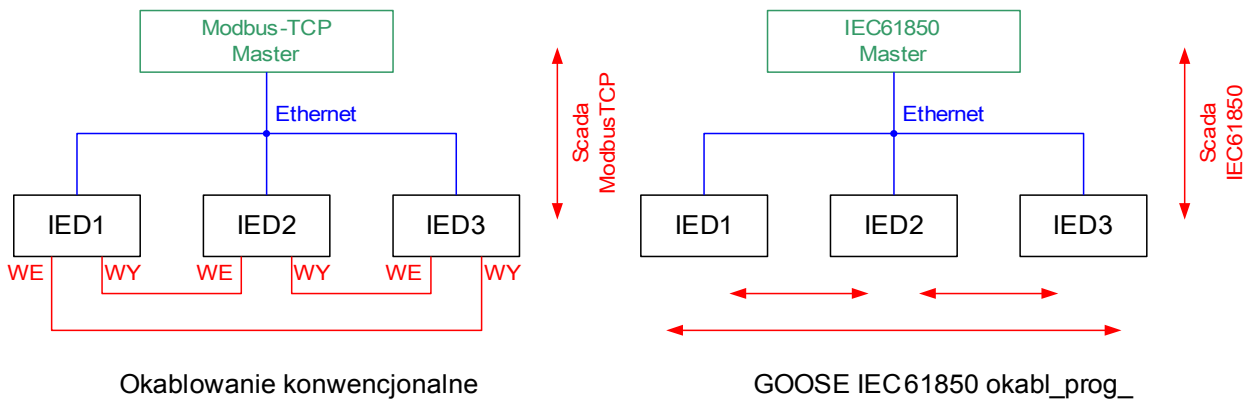 Modbus-TCP
Master
Ethernet
Scada
ModbusTCP
IED1
IED2
IED3
WE
WY
WE
WY
WE
WY
Okablowanie konwencjonalne
IEC61850
Master
Ethernet
Scada
IEC61850
IED1
IED2
IED3
GOOSE IEC61850 okabl_prog_